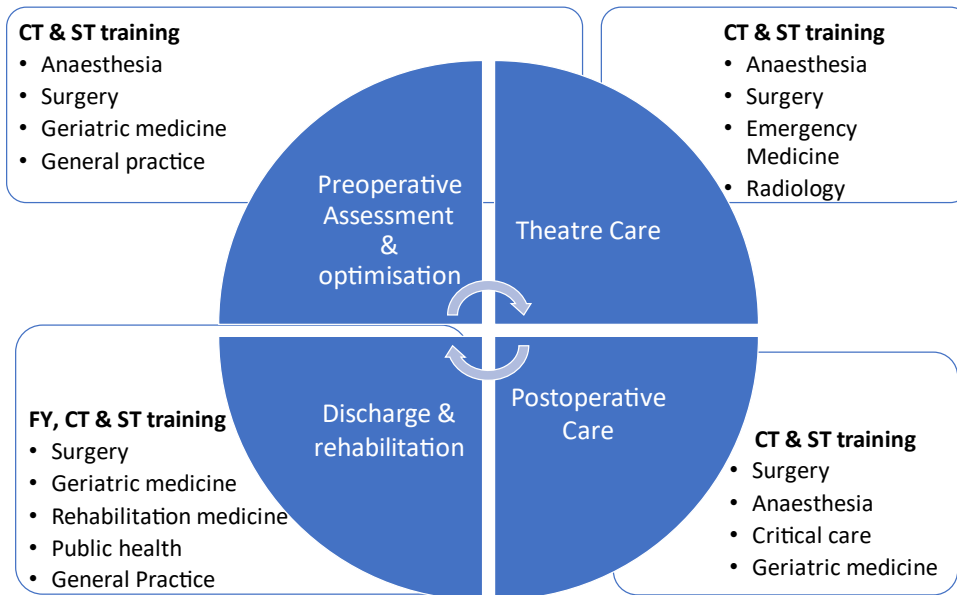 CT & ST training
• Anaesthesia
• Surgery
• Geriatric medicine
• General practice
CT & ST training
• Anaesthesia
• Surgery
• Emergency
Medicine
• Radiology
Preoperative
Assessment
&
optimisation
Theatre Care
Discharge &
rehabilitation
Postoperative
Care
FY, CT & ST training
• Surgery
• Geriatric medicine
• Rehabilitation medicine
• Public health
• General Practice
CT & ST training
• Surgery
• Anaesthesia
• Critical care
• Geriatric medicine